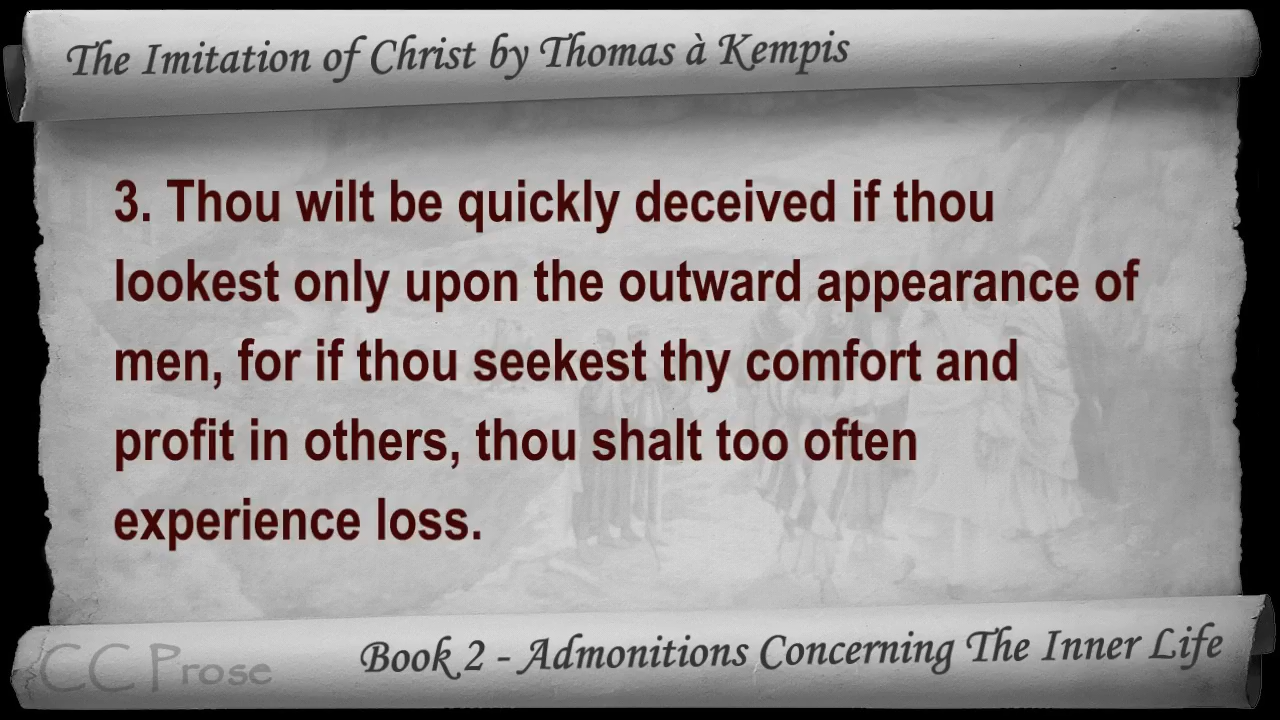 The Imitation of Christ by Thomas à Kempis
3. Thou wilt be quickly deceived if thou
lookest only upon the outward appearance of
men, for if thou seekest thy comfort and
profit in others, thou shalt too often
experience loss.
CC Prose
Book 2 - Admonitions Concerning The Inner Life